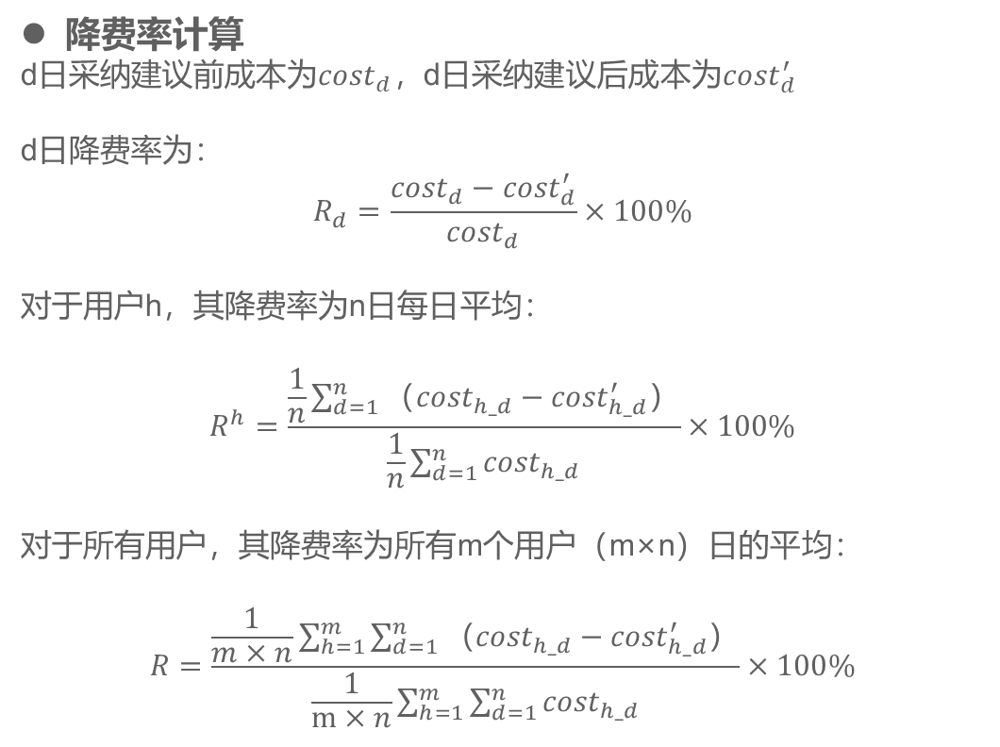 ● 降费率计算
d日采纳建议前成本为$cost_d$，d日采纳建议后成本为$cost_d'$
d日降费率为：
$R_d = \frac{cost_d - cost_d'}{cost_d} \times 100\%$
对于用户h，其降费率为n日每日平均：
$R^h = \frac{\frac{1}{n}\sum_{d=1}^{n}（cost_{h\_d} - cost_{h\_d}'）}{\frac{1}{n}\sum_{d=1}^{n} cost_{h\_d}} \times 100\%$
对于所有用户，其降费率为所有m个用户（m×n）日的平均：
$R = \frac{\frac{1}{m \times n}\sum_{h=1}^{m}\sum_{d=1}^{n}（cost_{h\_d} - cost_{h\_d}'）}{\frac{1}{\mathrm{m} \times n}\sum_{h=1}^{m}\sum_{d=1}^{n} cost_{h\_d}} \times 100\%$